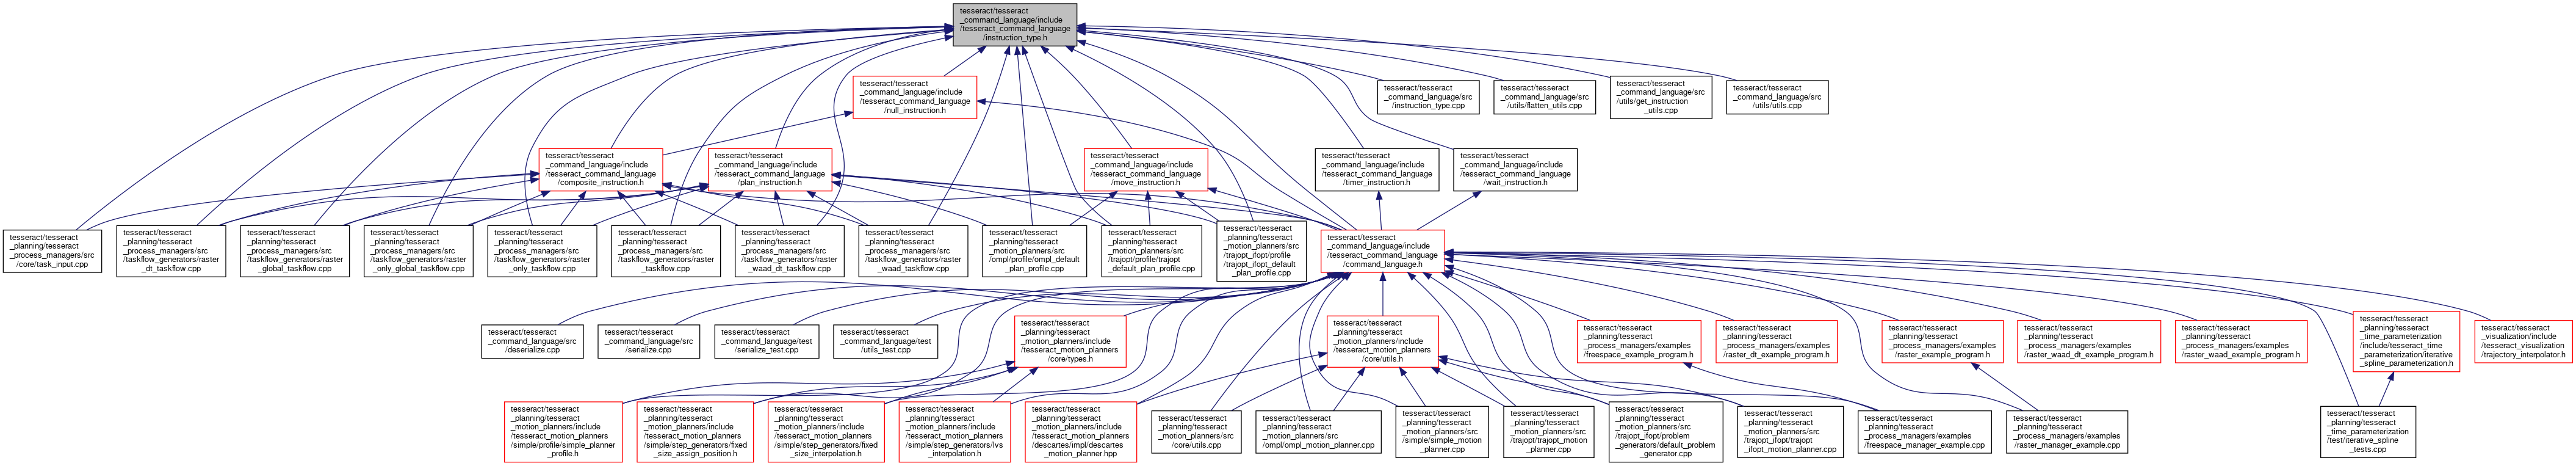 tesseract/tesseract
_command_language/include
/tesseract_command_language
/instruction_type.h
tesseract/tesseract
_command_language/include
/tesseract_command_language
/null_instruction.h
tesseract/tesseract
_command_language/src
/instruction_type.cpp
tesseract/tesseract
_command_language/src
/utils/flatten_utils.cpp
tesseract/tesseract
_command_language/src
/utils/get_instruction
_utils.cpp
tesseract/tesseract
_command_language/src
/utils/utils.cpp
tesseract/tesseract
_command_language/include
/tesseract_command_language
/composite_instruction.h
tesseract/tesseract
_command_language/include
/tesseract_command_language
/plan_instruction.h
tesseract/tesseract
_command_language/include
/tesseract_command_language
/move_instruction.h
tesseract/tesseract
_command_language/include
/tesseract_command_language
/timer_instruction.h
tesseract/tesseract
_command_language/include
/tesseract_command_language
/wait_instruction.h
tesseract/tesseract
_planning/tesseract
_process_managers/src
/core/task_input.cpp
tesseract/tesseract
_planning/tesseract
_process_managers/src
/taskflow_generators/raster
_dt_taskflow.cpp
tesseract/tesseract
_planning/tesseract
_process_managers/src
/taskflow_generators/raster
_global_taskflow.cpp
tesseract/tesseract
_planning/tesseract
_process_managers/src
/taskflow_generators/raster
_only_global_taskflow.cpp
tesseract/tesseract
_planning/tesseract
_process_managers/src
/taskflow_generators/raster
_only_taskflow.cpp
tesseract/tesseract
_planning/tesseract
_process_managers/src
/taskflow_generators/raster
_taskflow.cpp
tesseract/tesseract
_planning/tesseract
_process_managers/src
/taskflow_generators/raster
_waad_dt_taskflow.cpp
tesseract/tesseract
_planning/tesseract
_process_managers/src
/taskflow_generators/raster
_waad_taskflow.cpp
tesseract/tesseract
_planning/tesseract
_motion_planners/src
/ompl/profile/ompl_default
_plan_profile.cpp
tesseract/tesseract
_planning/tesseract
_motion_planners/src
/trajopt/profile/trajopt
_default_plan_profile.cpp
tesseract/tesseract
_planning/tesseract
_motion_planners/src
/trajopt_ifopt/profile
/trajopt_ifopt_default
_plan_profile.cpp
tesseract/tesseract
_command_language/include
/tesseract_command_language
/command_language.h
tesseract/tesseract
_command_language/src
/deserialize.cpp
tesseract/tesseract
_command_language/src
/serialize.cpp
tesseract/tesseract
_command_language/test
/serialize_test.cpp
tesseract/tesseract
_command_language/test
/utils_test.cpp
tesseract/tesseract
_planning/tesseract
_motion_planners/include
/tesseract_motion_planners
/core/types.h
tesseract/tesseract
_planning/tesseract
_motion_planners/include
/tesseract_motion_planners
/core/utils.h
tesseract/tesseract
_planning/tesseract
_process_managers/examples
/freespace_example_program.h
tesseract/tesseract
_planning/tesseract
_process_managers/examples
/raster_dt_example_program.h
tesseract/tesseract
_planning/tesseract
_process_managers/examples
/raster_example_program.h
tesseract/tesseract
_planning/tesseract
_process_managers/examples
/raster_waad_dt_example_program.h
tesseract/tesseract
_planning/tesseract
_process_managers/examples
/raster_waad_example_program.h
tesseract/tesseract
_planning/tesseract
_time_parameterization
/include/tesseract_time
_parameterization/iterative
_spline_parameterization.h
tesseract/tesseract
_visualization/include
/tesseract_visualization
/trajectory_interpolator.h
tesseract/tesseract
_planning/tesseract
_motion_planners/include
/tesseract_motion_planners
/simple/profile/simple_planner
_profile.h
tesseract/tesseract
_planning/tesseract
_motion_planners/include
/tesseract_motion_planners
/simple/step_generators/fixed
_size_assign_position.h
tesseract/tesseract
_planning/tesseract
_motion_planners/include
/tesseract_motion_planners
/simple/step_generators/fixed
_size_interpolation.h
tesseract/tesseract
_planning/tesseract
_motion_planners/include
/tesseract_motion_planners
/simple/step_generators/lvs
_interpolation.h
tesseract/tesseract
_planning/tesseract
_motion_planners/include
/tesseract_motion_planners
/descartes/impl/descartes
_motion_planner.hpp
tesseract/tesseract
_planning/tesseract
_motion_planners/src
/core/utils.cpp
tesseract/tesseract
_planning/tesseract
_motion_planners/src
/ompl/ompl_motion_planner.cpp
tesseract/tesseract
_planning/tesseract
_motion_planners/src
/simple/simple_motion
_planner.cpp
tesseract/tesseract
_planning/tesseract
_motion_planners/src
/trajopt/trajopt_motion
_planner.cpp
tesseract/tesseract
_planning/tesseract
_motion_planners/src
/trajopt_ifopt/problem
_generators/default_problem
_generator.cpp
tesseract/tesseract
_planning/tesseract
_motion_planners/src
/trajopt_ifopt/trajopt
_ifopt_motion_planner.cpp
tesseract/tesseract
_planning/tesseract
_process_managers/examples
/freespace_manager_example.cpp
tesseract/tesseract
_planning/tesseract
_process_managers/examples
/raster_manager_example.cpp
tesseract/tesseract
_planning/tesseract
_time_parameterization
/test/iterative_spline
_tests.cpp